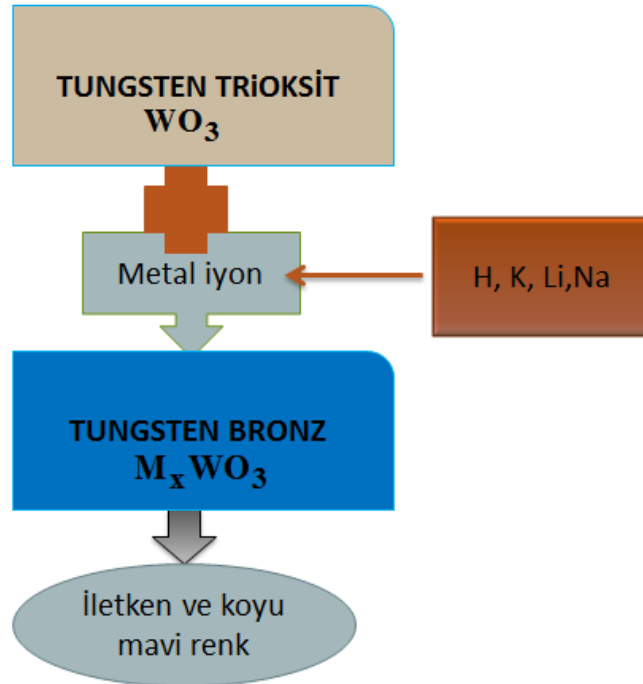 TUNGSTEN TRiOKSİT
WO3
Metal iyon
H, K, Li,Na
TUNGSTEN BRONZ
MxWO3
İletken ve koyu
mavi renk